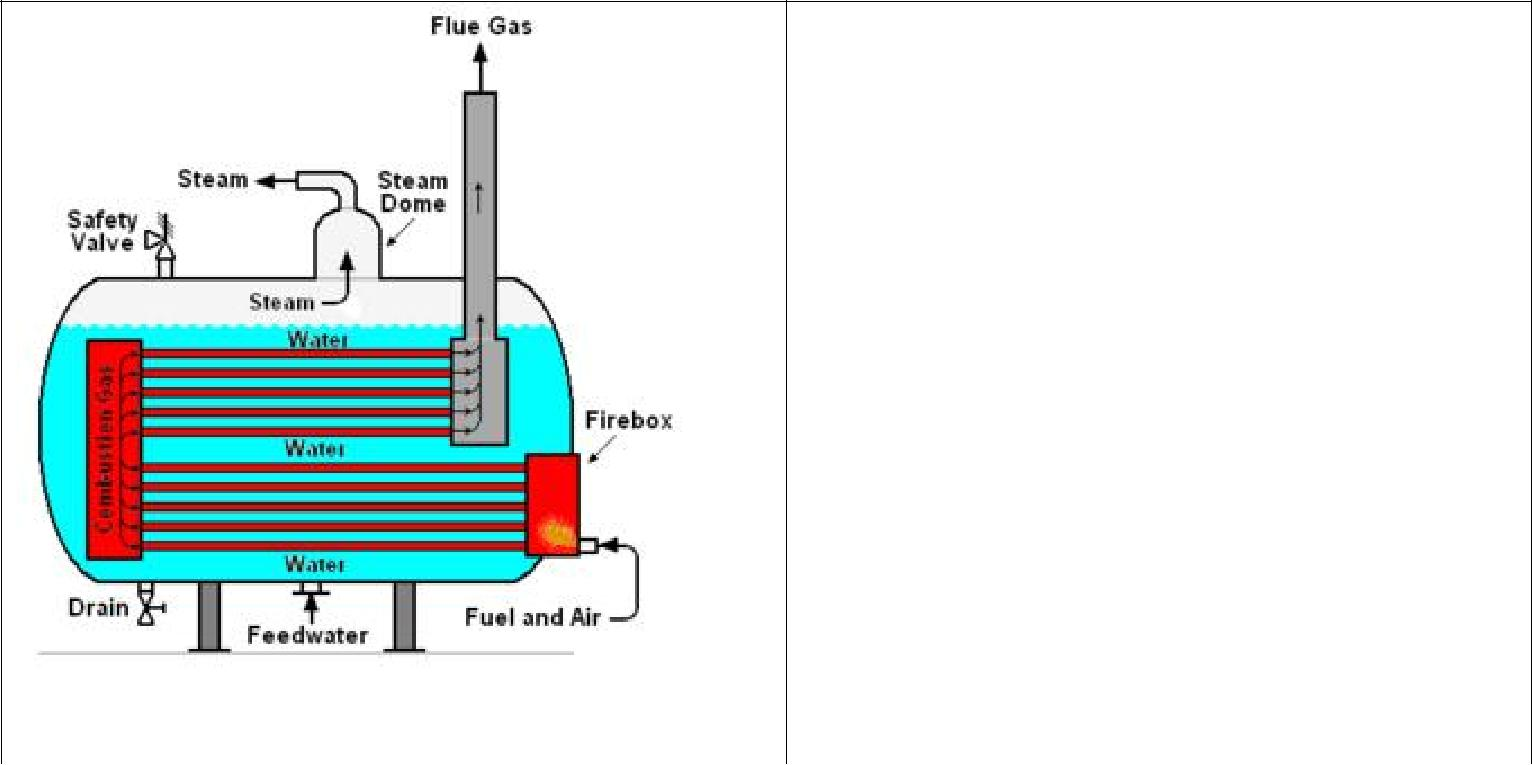 Flue Gas
Steam
Steam
Dome
Safety
Valve
Steam
Water
Combustion Gas
Firebox
Water
Water
Drain
Feedwater
Fuel and Air